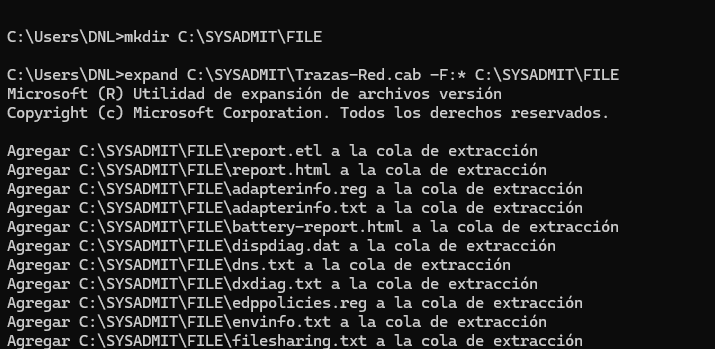 C:\Users\DNL>mkdir C:\SYSADMIT\FILE
C:\Users\DNL>expand C:\SYSADMIT\Trazas-Red.cab -F:* C:\SYSADMIT\FILE
Microsoft (R) Utilidad de expansión de archivos versión
Copyright (c) Microsoft Corporation. Todos los derechos reservados.
Agregar C:\SYSADMIT\FILE\report.etl a la cola de extracción
Agregar C:\SYSADMIT\FILE\report.html a la cola de extracción
Agregar C:\SYSADMIT\FILE\adapterinfo.reg a la cola de extracción
Agregar C:\SYSADMIT\FILE\adapterinfo.txt a la cola de extracción
Agregar C:\SYSADMIT\FILE\battery-report.html a la cola de extracción
Agregar C:\SYSADMIT\FILE\dispdiag.dat a la cola de extracción
Agregar C:\SYSADMIT\FILE\dns.txt a la cola de extracción
Agregar C:\SYSADMIT\FILE\dxdiag.txt a la cola de extracción
Agregar C:\SYSADMIT\FILE\edppolicies.reg a la cola de extracción
Agregar C:\SYSADMIT\FILE\envinfo.txt a la cola de extracción
Agregar C:\SYSADMIT\FILE\filesharing.txt a la cola de extracción